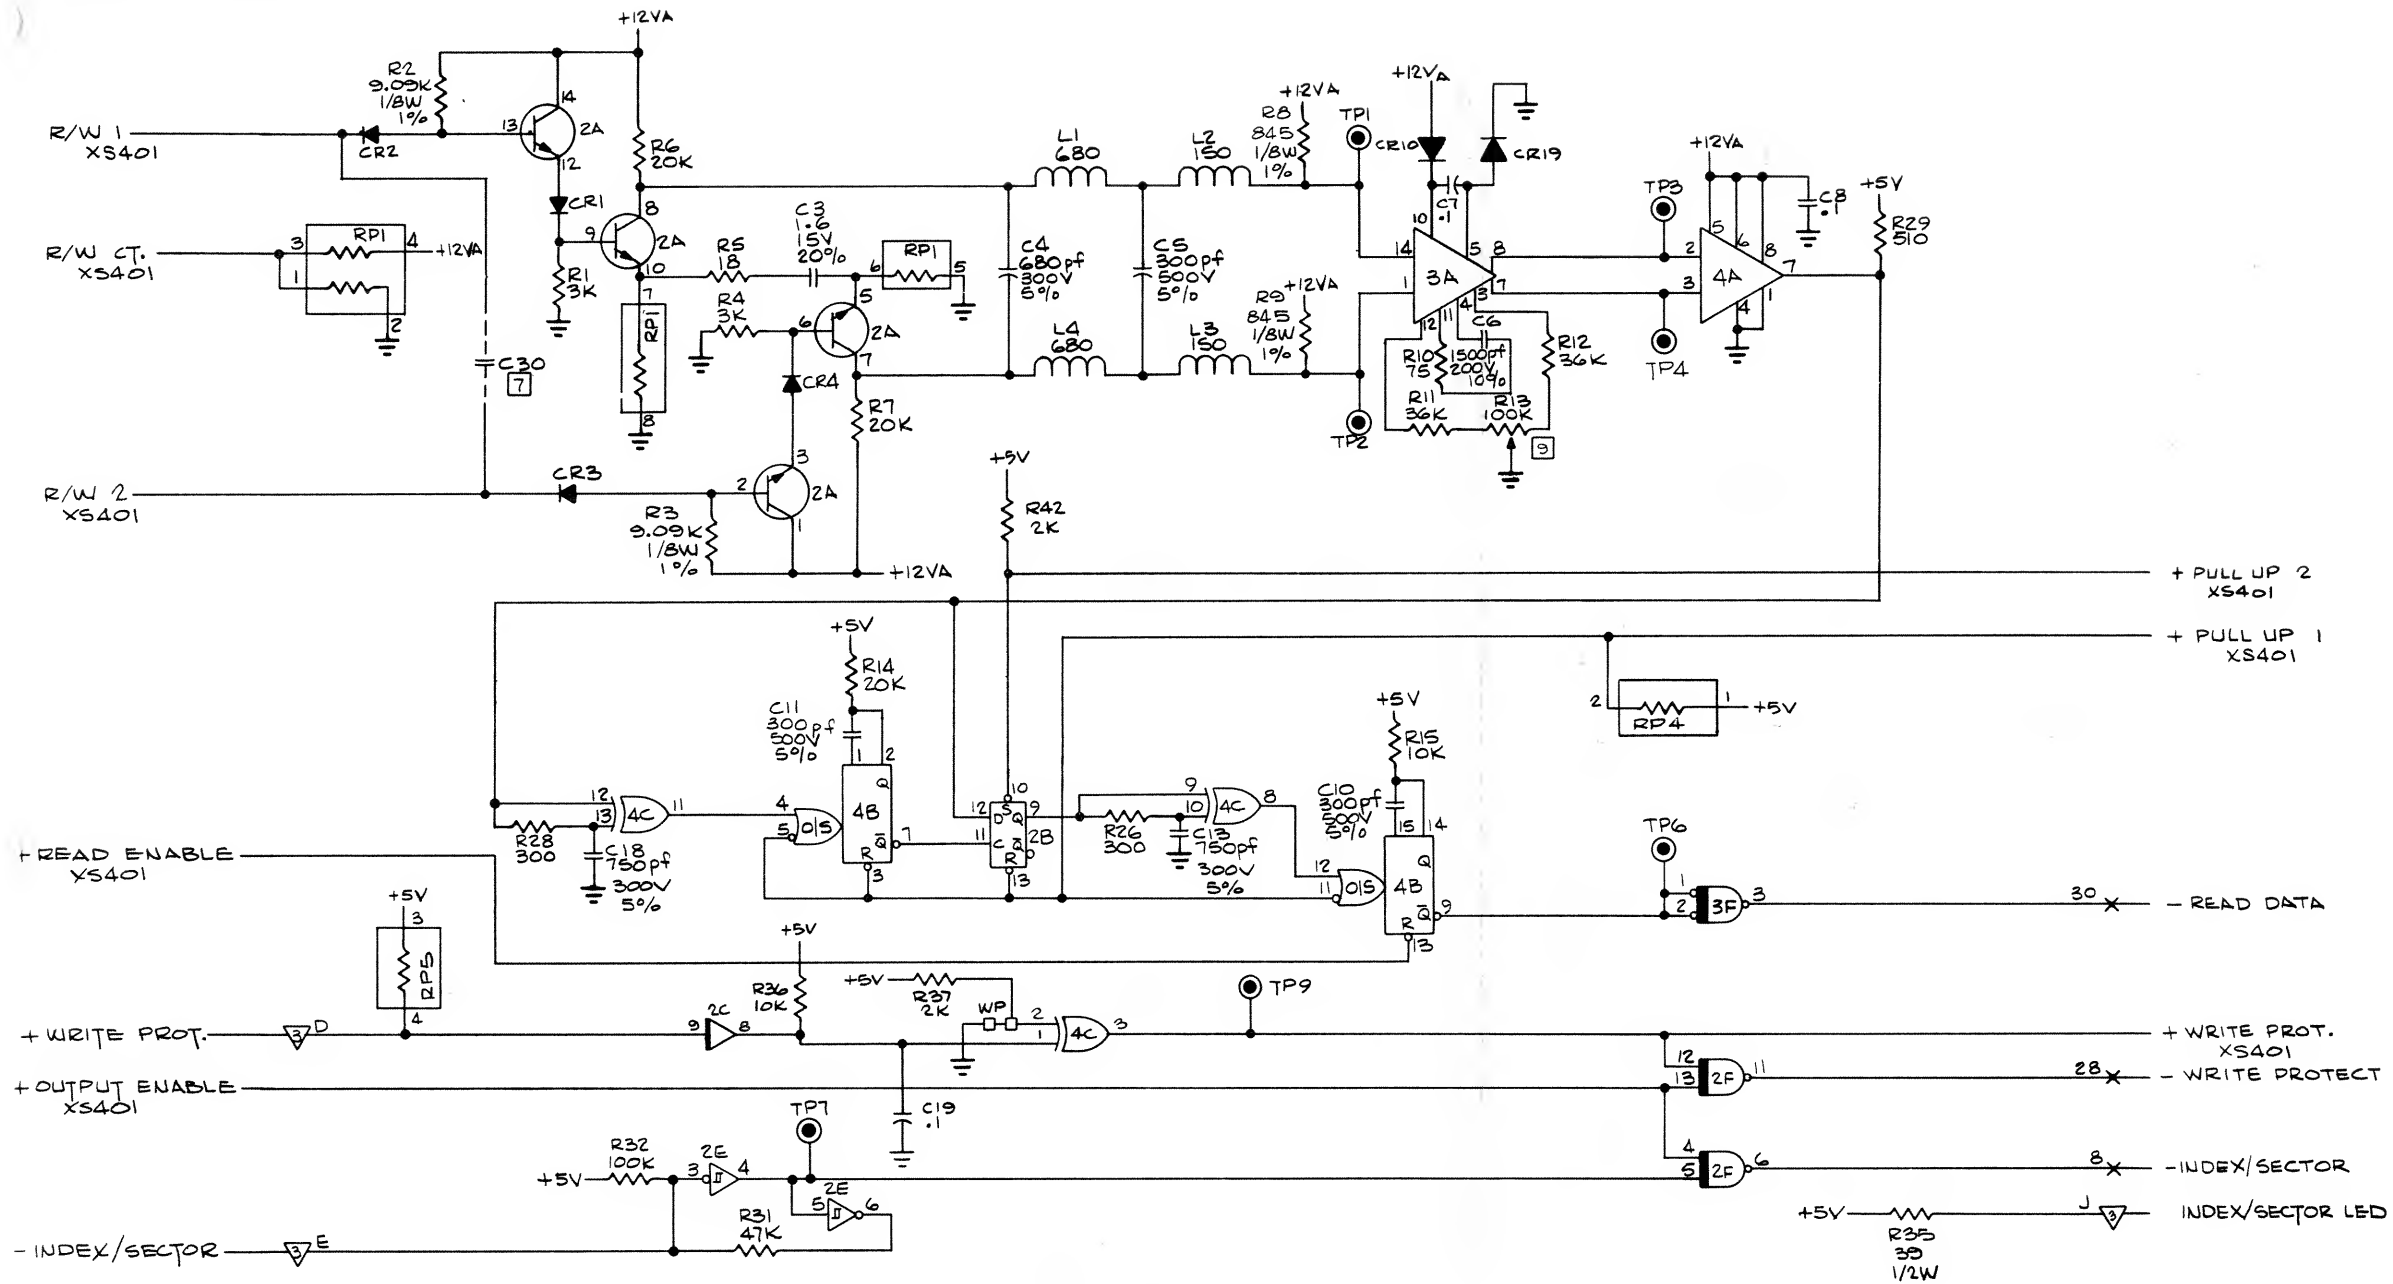 +12VA
R2
9.09K
1/8W
1%
14
13
2A
12
R/W 1
XS401
CR2
R6
20K
CR1
8
9
2A
10
R1
3K
R/W CT.
XS401
3
RP1
4
+12VA
1
2
C30
7
7
RP1
8
R5
18
C3
1.6
15V
20%
6
RP1
5
R4
3K
5
6
2A
7
CR4
R7
20K
R/W 2
XS401
CR3
3
2
2A
1
R3
9.09K
1/8W
1%
+12VA
L1
680
L2
150
C4
680pf
300V
5%
C5
300pf
500V
5%
L4
680
L3
150
R8
845
1/8W
1%
+12VA
TP1
R9
845
1/8W
1%
+12VA
TP2
+12VA
CR10
CR19
C7
.1
10
14
1
3A
5
8
7
3
4
11
12
C6
1500pf
200V
10%
R10
75
R12
36K
R11
36K
R13
100K
9
TP3
TP4
+12VA
5
6
8
2
3
4A
7
4
1
C8
.1
+5V
R29
510
+5V
R42
2K
+ PULL UP 2
XS401
+ PULL UP 1
XS401
2
RP4
1
+5V
+5V
R14
20K
C11
300pf
500V
5%
1
2
12
13
4C
11
R28
300
C18
750pf
300V
5%
4
5
O/S
4B
Q
Q
7
R
3
10
S
12
D
Q
9
11
C
Q
2B
R
13
R26
300
9
10
4C
8
C13
750pf
300V
5%
+5V
R15
10K
C10
300pf
500V
5%
15
14
12
11
O/S
4B
Q
Q
9
R
13
TP6
1
2
3F
3
30
- READ DATA
+ READ ENABLE
XS401
+5V
3
RP5
4
+ WRITE PROT.
3
D
9
2C
8
+5V
R36
10K
+5V
R37
2K
WP
2
1
4C
3
TP9
+ WRITE PROT.
XS401
C19
.1
+ OUTPUT ENABLE
XS401
12
13
2F
11
28
- WRITE PROTECT
+5V
R32
100K
3
2E
4
TP7
5
2E
6
R31
47K
4
5
2F
6
8
- INDEX/SECTOR
- INDEX/SECTOR
3
E
+5V
R35
39
1/2W
J
3
INDEX/SECTOR LED